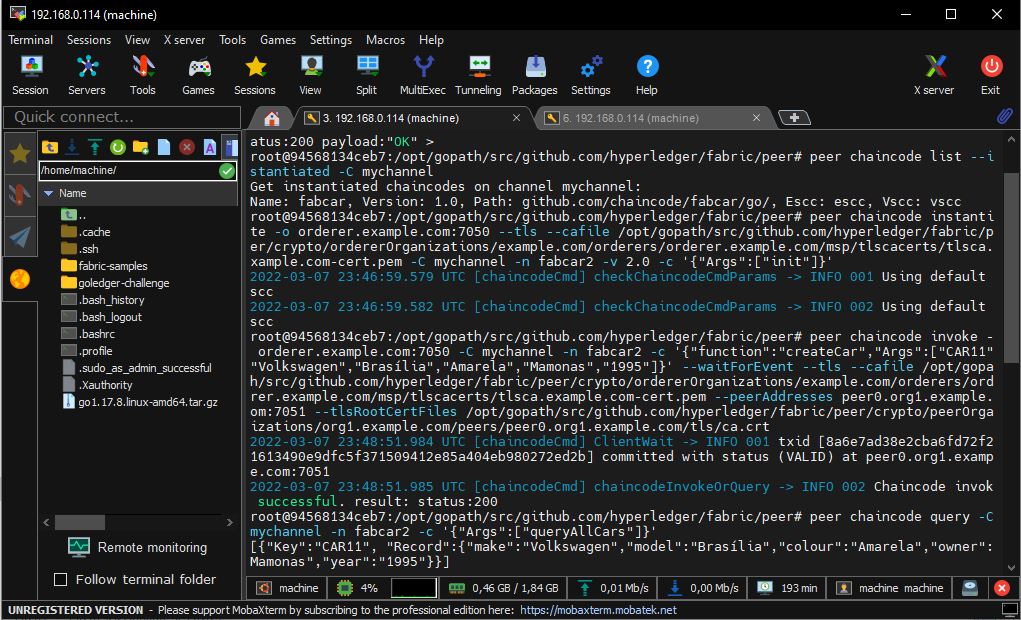 192.168.0.114 (machine)
Terminal Sessions View X server Tools Games Settings Macros Help
Session Servers Tools Games Sessions View Split MultiExec Tunneling Packages Settings Help X server Exit
Quick connect...
3. 192.168.0.114 (machine)
6. 192.168.0.114 (machine)
/home/machine/
Name
..
.cache
.ssh
fabric-samples
goledger-challenge
.bash_history
.bash_logout
.bashrc
.profile
.sudo_as_admin_successful
.Xauthority
go1.17.8.linux-amd64.tar.gz
Remote monitoring
Follow terminal folder
atus:200 payload:"OK" >
root@94568134ceb7:/opt/gopath/src/github.com/hyperledger/fabric/peer# peer chaincode list --i
istantiated -C mychannel
Get instantiated chaincodes on channel mychannel:
Name: fabcar, Version: 1.0, Path: github.com/chaincode/fabcar/go/, Escc: escc, Vscc: vscc
root@94568134ceb7:/opt/gopath/src/github.com/hyperledger/fabric/peer# peer chaincode instanti
ite -o orderer.example.com:7050 --tls --cafile /opt/gopath/src/github.com/hyperledger/fabric/p
er/crypto/ordererOrganizations/example.com/orderers/orderer.example.com/msp/tlscacerts/tlsca.
xample.com-cert.pem -C mychannel -n fabcar2 -v 2.0 -c '{"Args":["init"]}'
2022-03-07 23:46:59.579 UTC [chaincodeCmd] checkChaincodeCmdParams -> INFO 001 Using default
scc
2022-03-07 23:46:59.582 UTC [chaincodeCmd] checkChaincodeCmdParams -> INFO 002 Using default
scc
root@94568134ceb7:/opt/gopath/src/github.com/hyperledger/fabric/peer# peer chaincode invoke -
orderer.example.com:7050 -C mychannel -n fabcar2 -c '{"function":"createCar","Args":["CAR11"
"Volkswagen","Brasília","Amarela","Mamonas","1995"]}' --waitForEvent --tls --cafile /opt/gopa
h/src/github.com/hyperledger/fabric/peer/crypto/ordererOrganizations/example.com/orderers/ord
rer.example.com/msp/tlscacerts/tlsca.example.com-cert.pem --peerAddresses peer0.org1.example.
om:7051 --tlsRootCertFiles /opt/gopath/src/github.com/hyperledger/fabric/peer/crypto/peerOrga
izations/org1.example.com/peers/peer0.org1.example.com/tls/ca.crt
2022-03-07 23:48:51.984 UTC [chaincodeCmd] ClientWait -> INFO 001 txid [8a6e7ad38e2cba6fd72f2
1613490e9dfc5f371509412e85a404eb980272ed2b] committed with status (VALID) at peer0.org1.examp
e.com:7051
2022-03-07 23:48:51.985 UTC [chaincodeCmd] chaincodeInvokeOrQuery -> INFO 002 Chaincode invok
successful. result: status:200
root@94568134ceb7:/opt/gopath/src/github.com/hyperledger/fabric/peer# peer chaincode query -C
mychannel -n fabcar2 -c '{"Args":["queryAllCars"]}'
[{"Key":"CAR11", "Record":{"make":"Volkswagen","model":"Brasília","colour":"Amarela","owner":
Mamonas","year":"1995"}}]
machine 4% 0,46 GB / 1,84 GB 0,01 Mb/s 0,00 Mb/s 193 min machine machine
UNREGISTERED VERSION - Please support MobaXterm by subscribing to the professional edition here: https://mobaxterm.mobatek.net